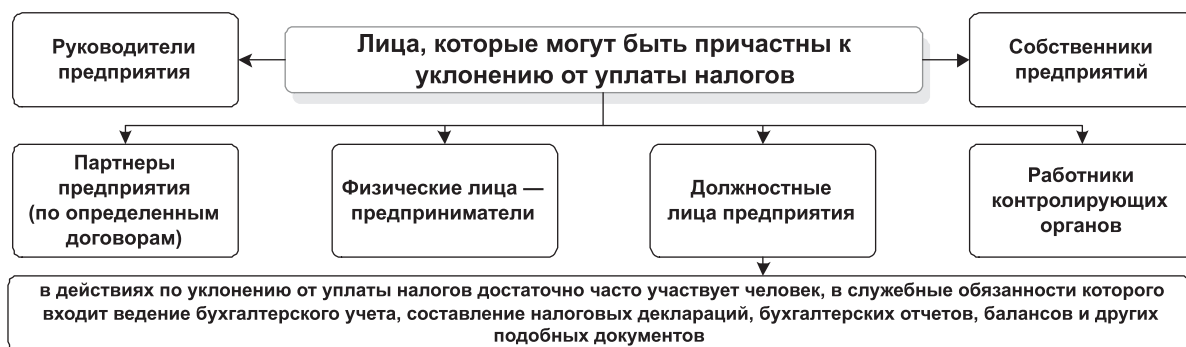 Руководители
предприятия
Лица, которые могут быть причастны к
уклонению от уплаты налогов
Собственники
предприятий
Партнеры
предприятия
(по определенным
договорам)
Физические лица —
предприниматели
Должностные
лица предприятия
Работники
контролирующих
органов
в действиях по уклонению от уплаты налогов достаточно часто участвует человек, в служебные обязанности которого
входит ведение бухгалтерского учета, составление налоговых деклараций, бухгалтерских отчетов, балансов и других
подобных документов